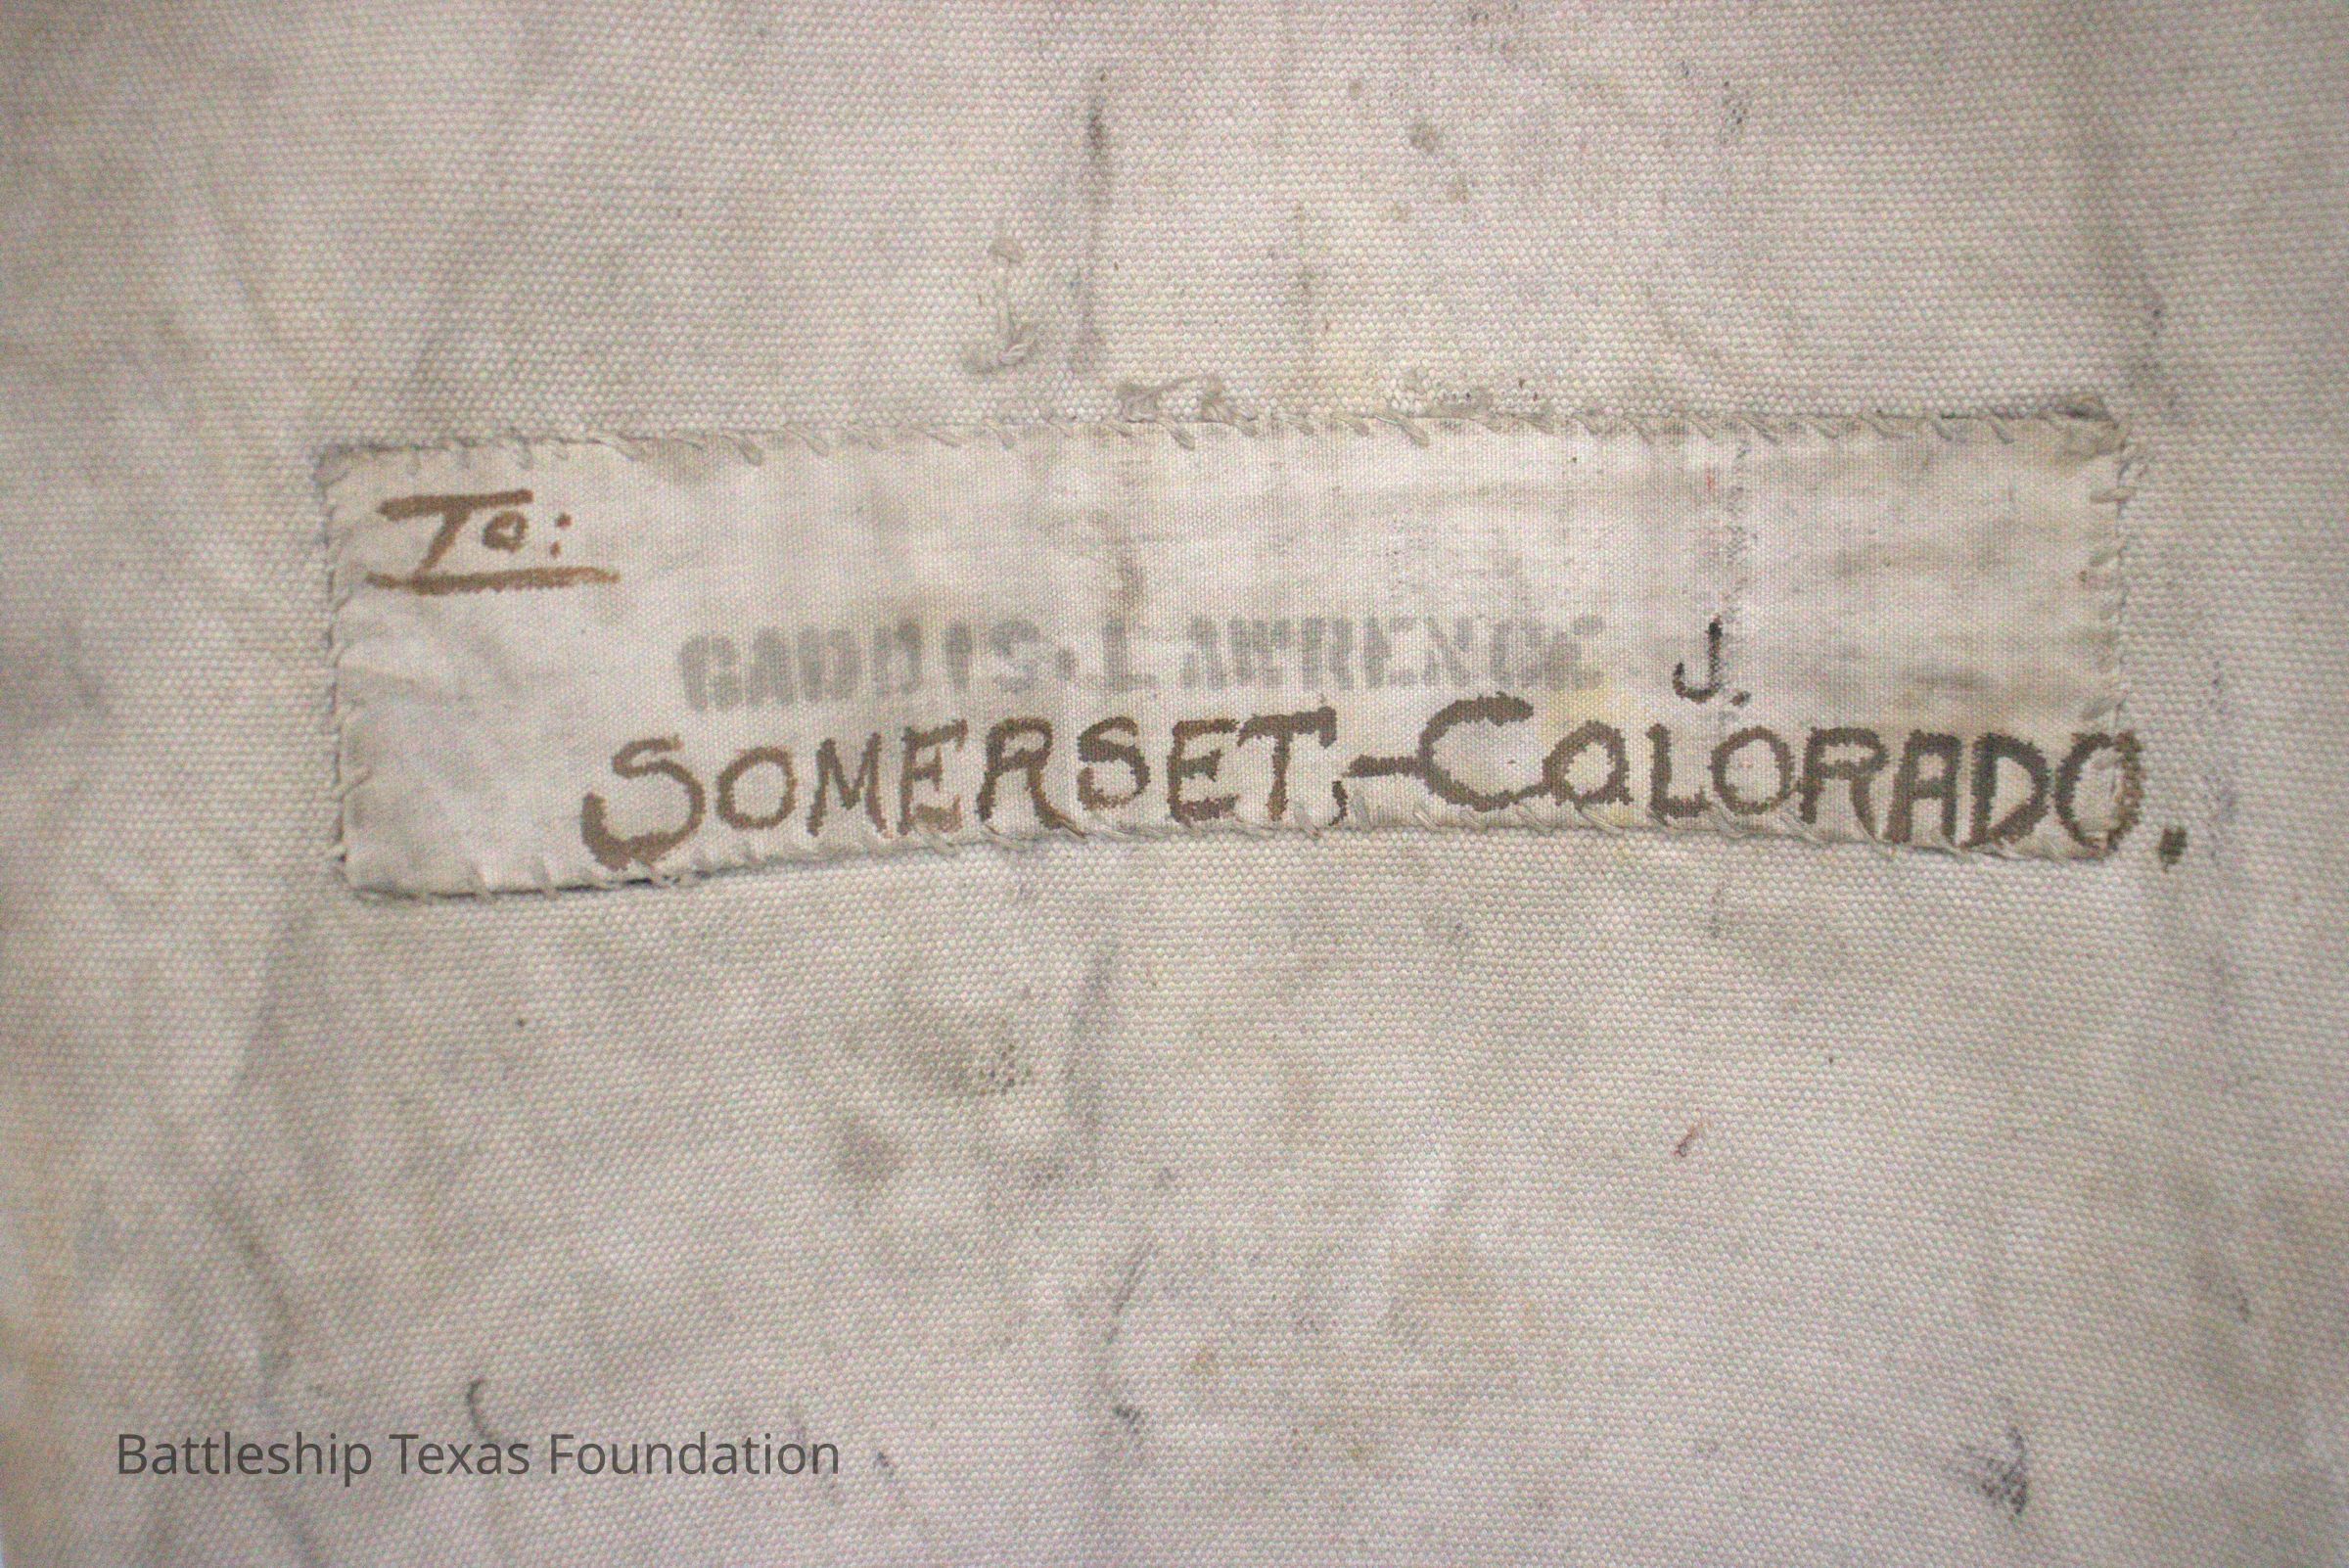 To:
GADDIS, LAWRENCE J.
SOMERSET,-COLORADO.
Battleship Texas Foundation